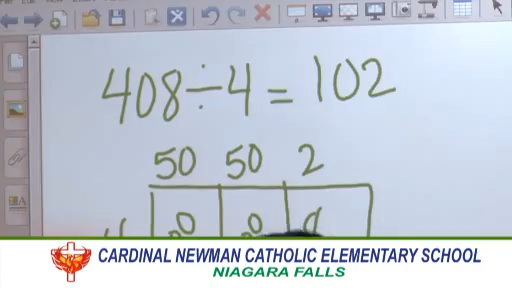 408÷4=102
50 50 2
CARDINAL NEWMAN CATHOLIC ELEMENTARY SCHOOL
NIAGARA FALLS